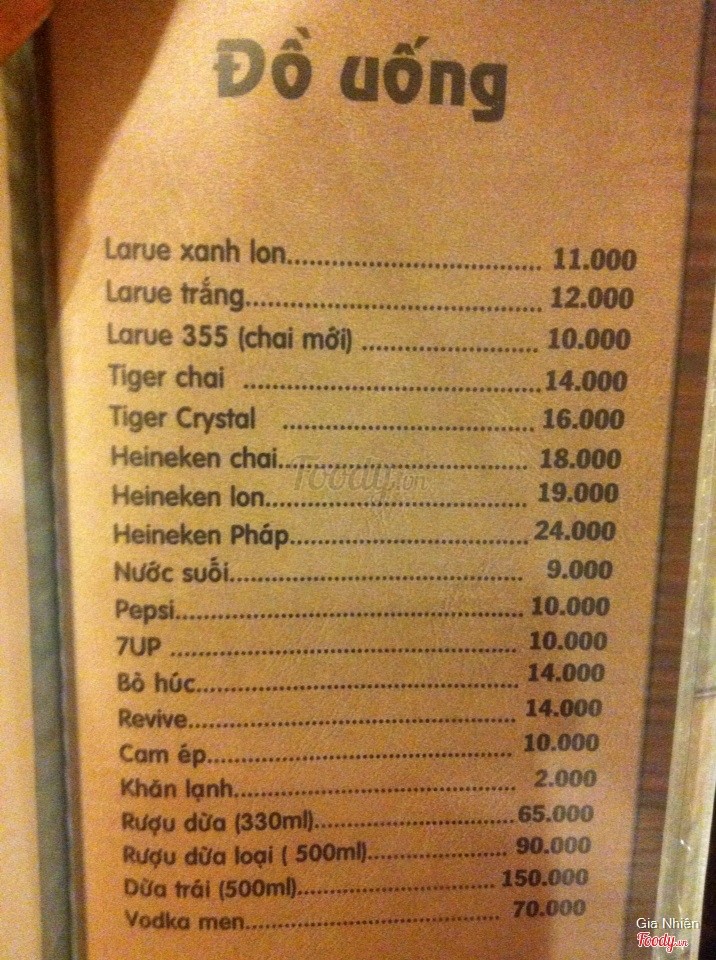 Đồ uống
Larue xanh lon........................ 11.000
Larue trắng........................ 12.000
Larue 355 (chai mới) ........................ 10.000
Tiger chai ........................ 14.000
Tiger Crystal ........................ 16.000
Heineken chai........................ 18.000
Heineken lon........................ 19.000
Heineken Pháp........................ 24.000
Nước suối........................ 9.000
Pepsi........................ 10.000
7UP ........................ 10.000
Bò húc........................ 14.000
Revive........................ 14.000
Cam ép........................ 10.000
Khăn lạnh........................ 2.000
Rượu dừa (330ml)........................ 65.000
Rượu dừa loại ( 500ml)........................ 90.000
Dừa trái (500ml)........................ 150.000
Vodka men........................ 70.000
Foody.vn
Gia Nhiên
Foody.vn